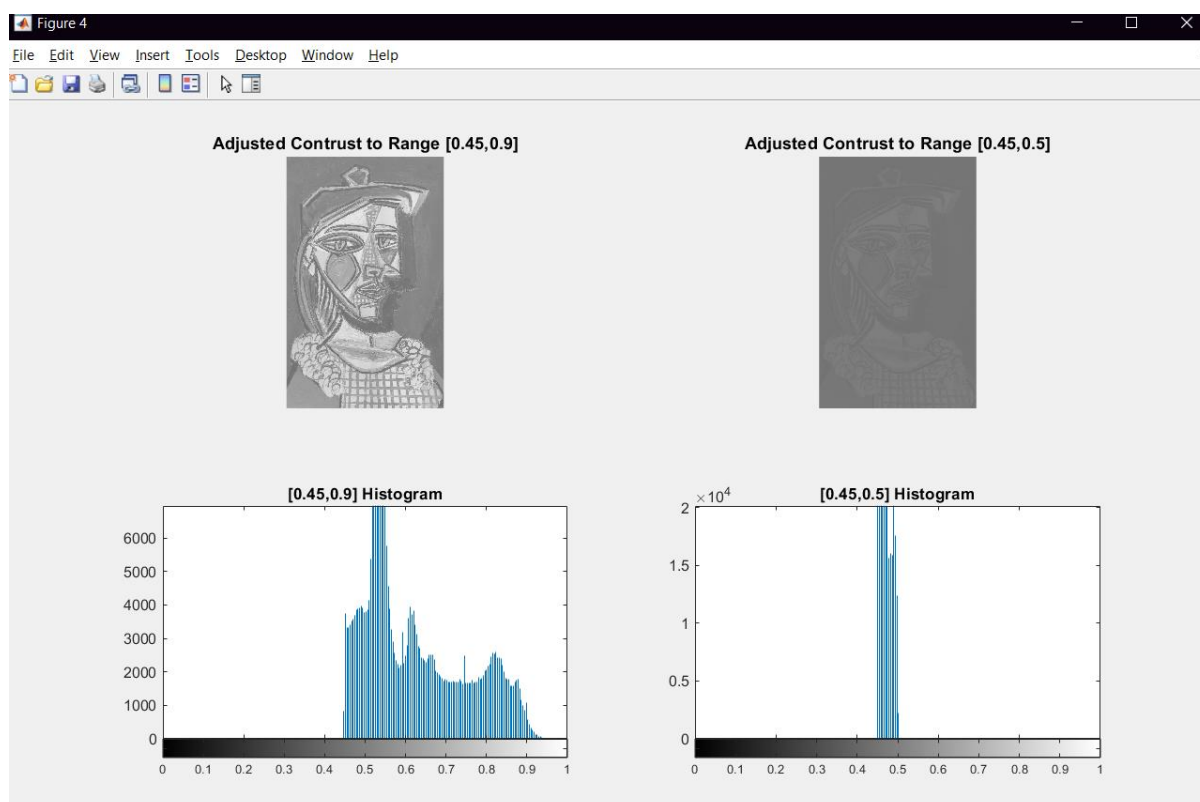 Figure 4
File Edit View Insert Tools Desktop Window Help
Adjusted Contrust to Range [0.45,0.9]
Adjusted Contrust to Range [0.45,0.5]
[0.45,0.9] Histogram
6000
5000
4000
3000
2000
1000
0
0 0.1 0.2 0.3 0.4 0.5 0.6 0.7 0.8 0.9 1
[0.45,0.5] Histogram
×10⁴
2
1.5
1
0.5
0
0 0.1 0.2 0.3 0.4 0.5 0.6 0.7 0.8 0.9 1